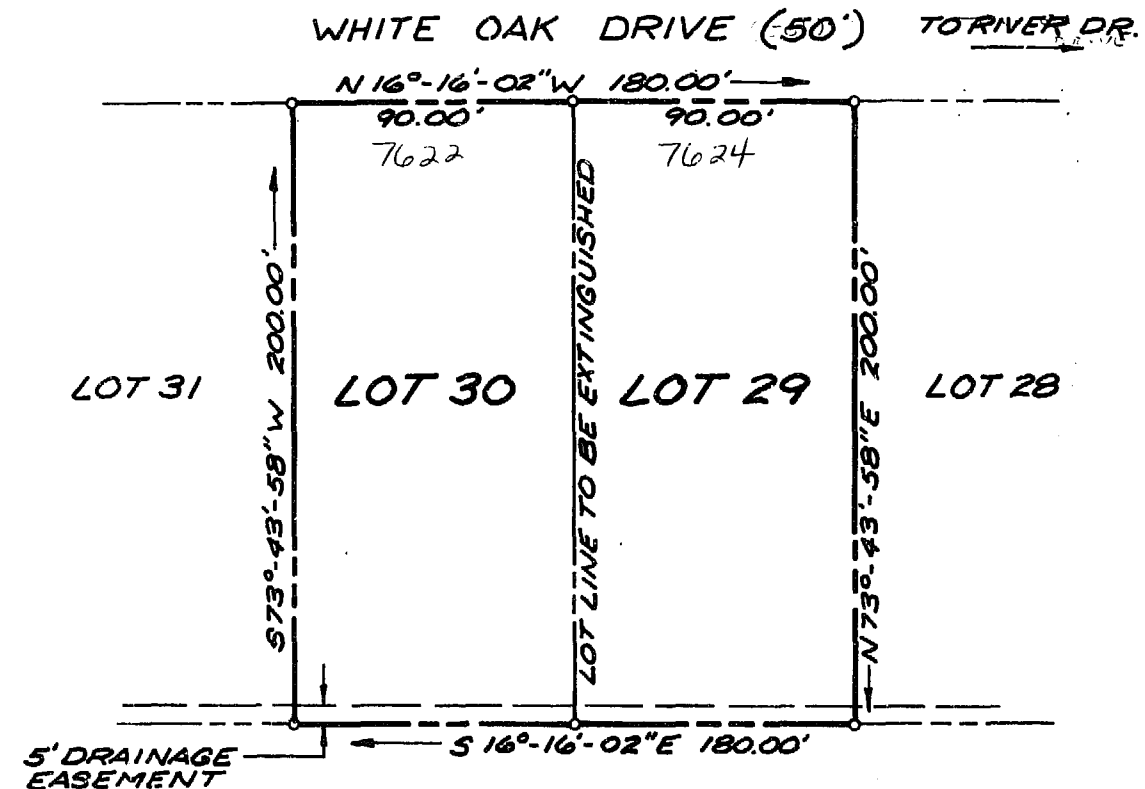 WHITE OAK DRIVE (50') TO RIVER DR.
N 16°-16'-02"W 180.00'
90.00' 90.00'
7622 7624
S73°-43'-58"W 200.00'
LOT LINE TO BE EXTINGUISHED
N73°-43'-58"E 200.00'
LOT 31 LOT 30 LOT 29 LOT 28
S 16°-16'-02"E 180.00'
5' DRAINAGE
EASEMENT